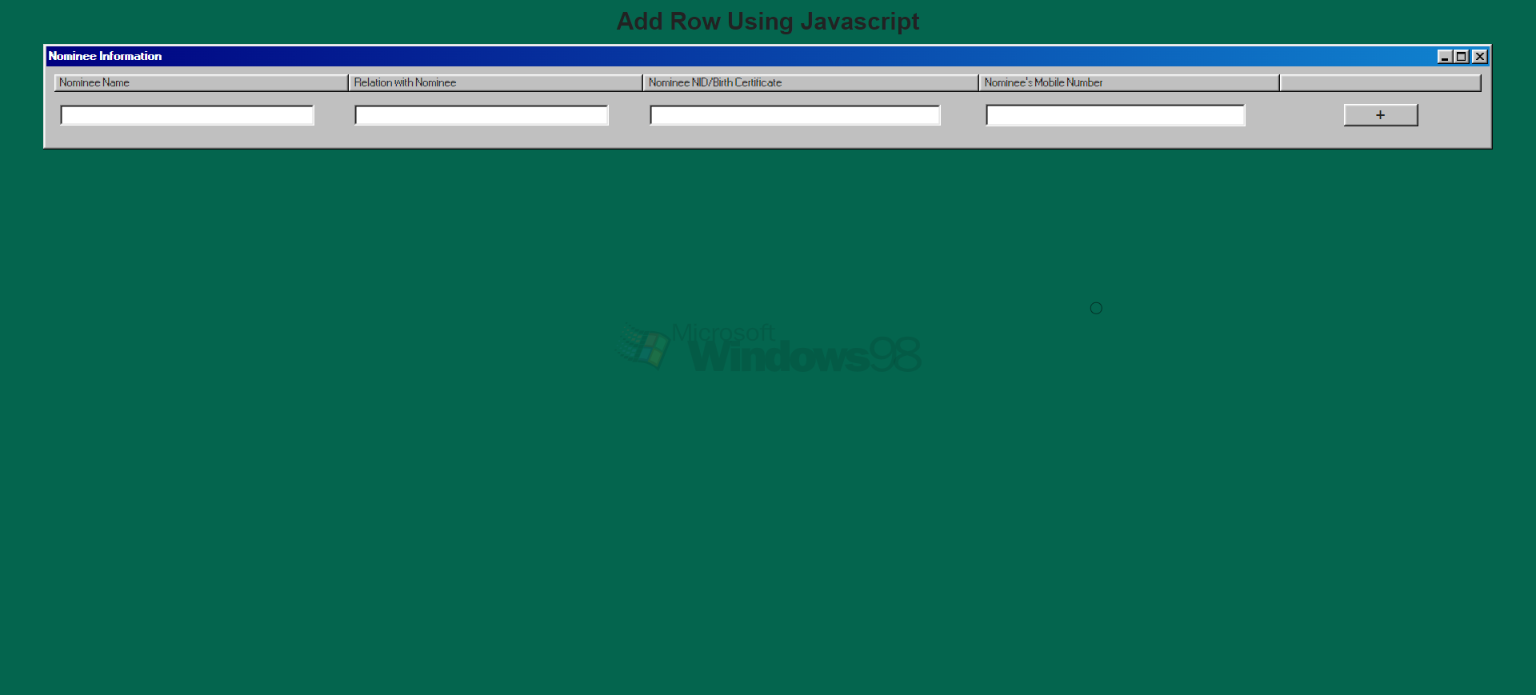 Add Row Using Javascript
Nominee Information
Nominee Name Relation with Nominee Nominee NID/Birth Certificate Nominee's Mobile Number
+
Microsoft
Windows98